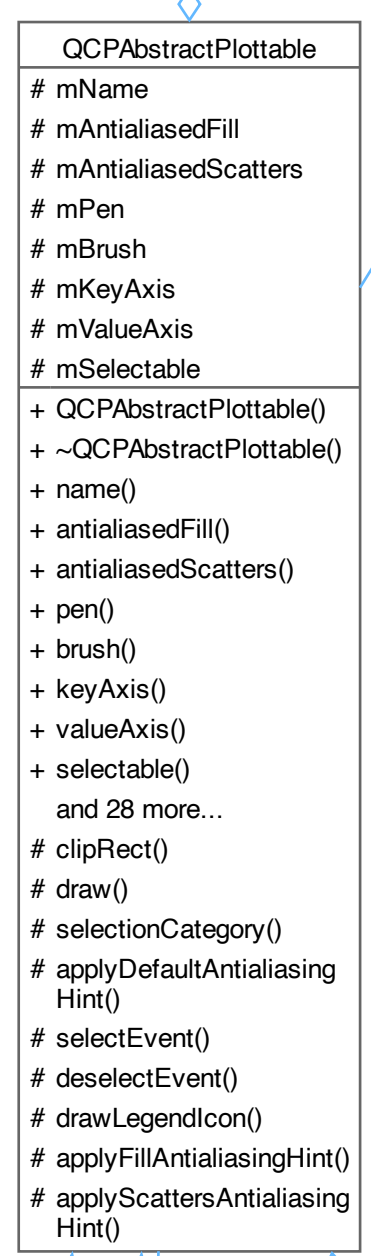 QCPAbstractPlottable
# mName
# mAntialiasedFill
# mAntialiasedScatters
# mPen
# mBrush
# mKeyAxis
# mValueAxis
# mSelectable
+ QCPAbstractPlottable()
+ ~QCPAbstractPlottable()
+ name()
+ antialiasedFill()
+ antialiasedScatters()
+ pen()
+ brush()
+ keyAxis()
+ valueAxis()
+ selectable()
and 28 more...
# clipRect()
# draw()
# selectionCategory()
# applyDefaultAntialiasing
Hint()
# selectEvent()
# deselectEvent()
# drawLegendIcon()
# applyFillAntialiasingHint()
# applyScattersAntialiasing
Hint()